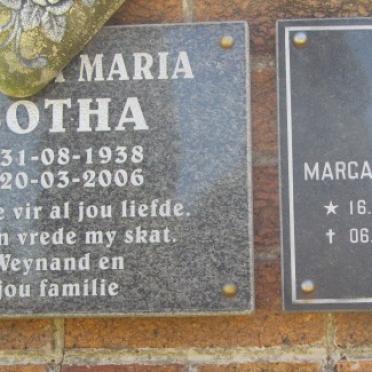 MARIA
BOTHA
31-08-1938
20-03-2006
vir al jou liefde.
vrede my skat.
Weynand en
jou familie
MARGA
★ 16.
✝ 06.